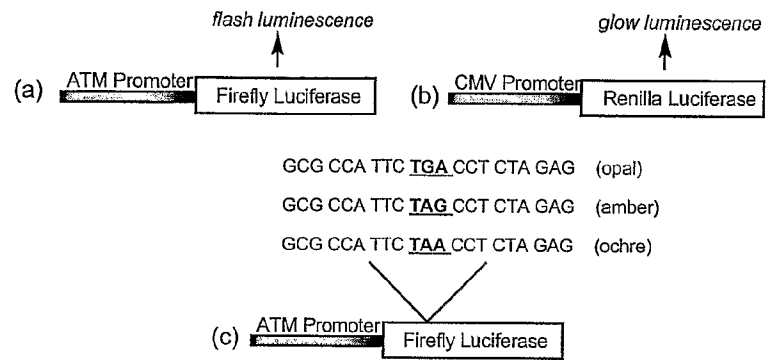 flash luminescence
glow luminescence
(a) ATM Promoter Firefly Luciferase
(b) CMV Promoter Renilla Luciferase
GCG CCA TTC TGA CCT CTA GAG (opal)
GCG CCA TTC TAG CCT CTA GAG (amber)
GCG CCA TTC TAA CCT CTA GAG (ochre)
(c) ATM Promoter Firefly Luciferase